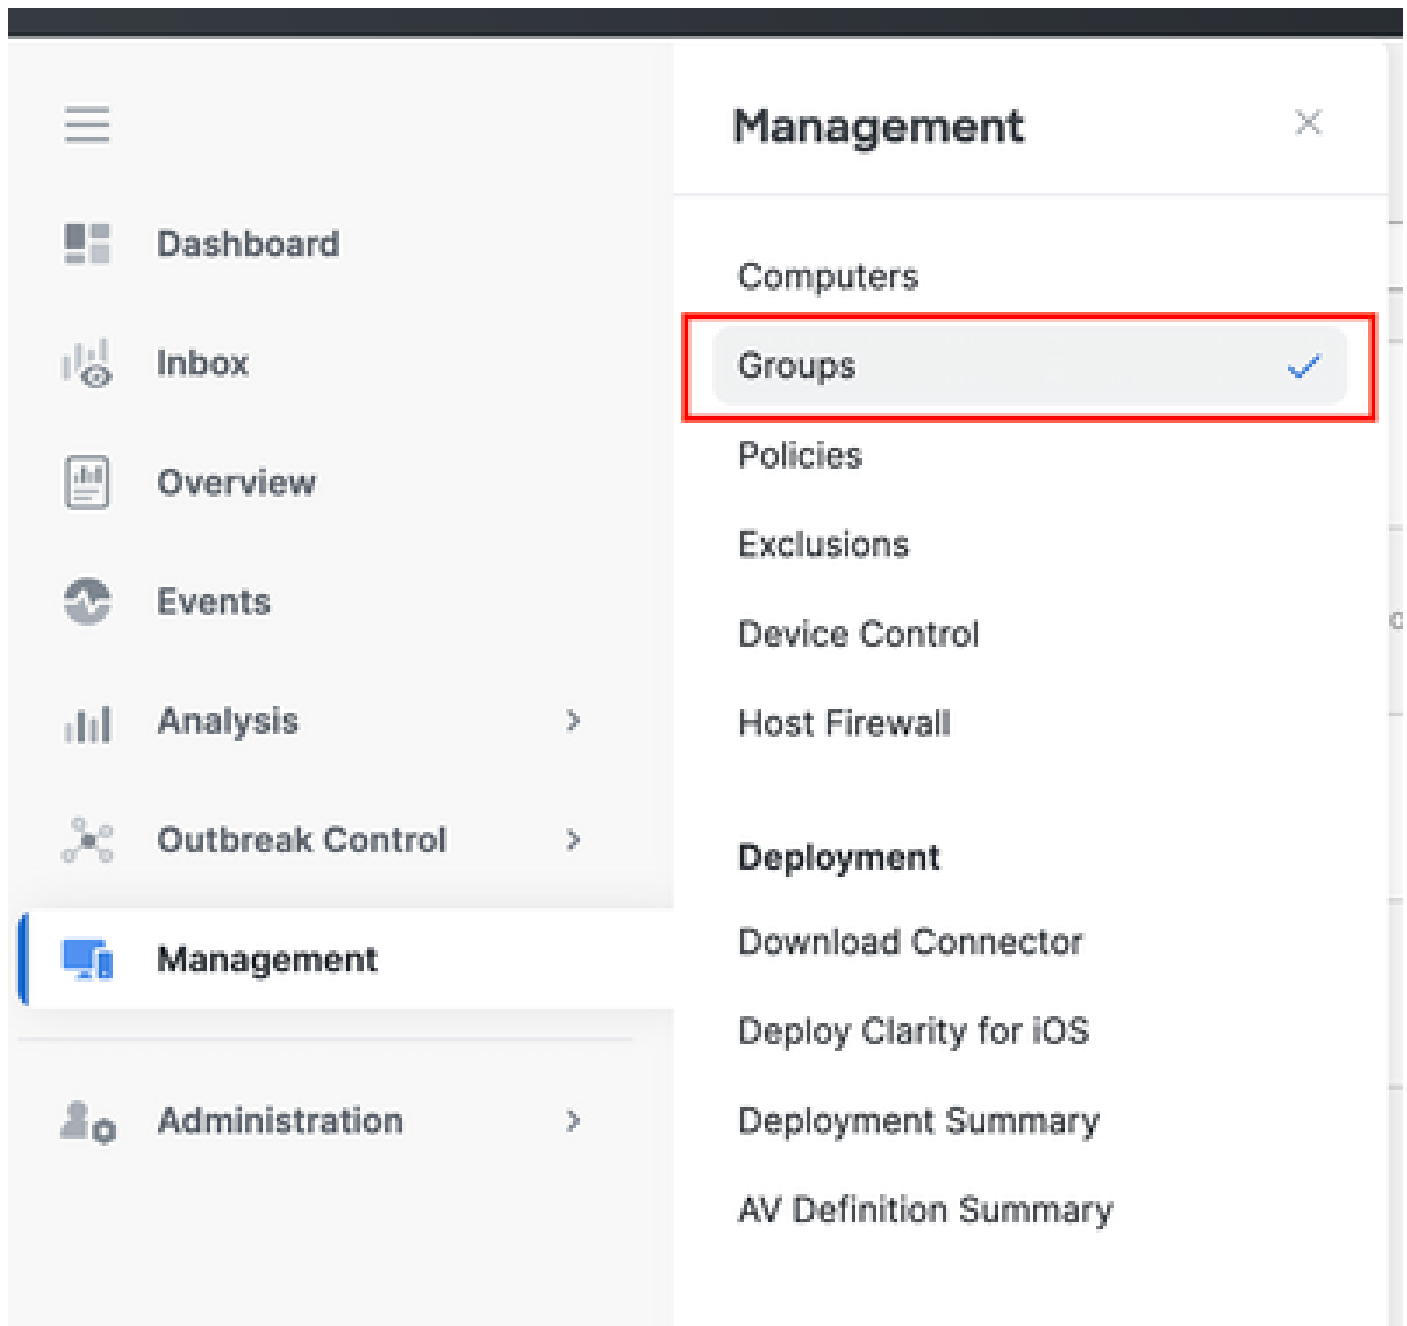 Dashboard
Inbox
Overview
Events
Analysis
Outbreak Control
Management
Administration
Management
Computers
Groups
Policies
Exclusions
Device Control
Host Firewall
Deployment
Download Connector
Deploy Clarity for iOS
Deployment Summary
AV Definition Summary